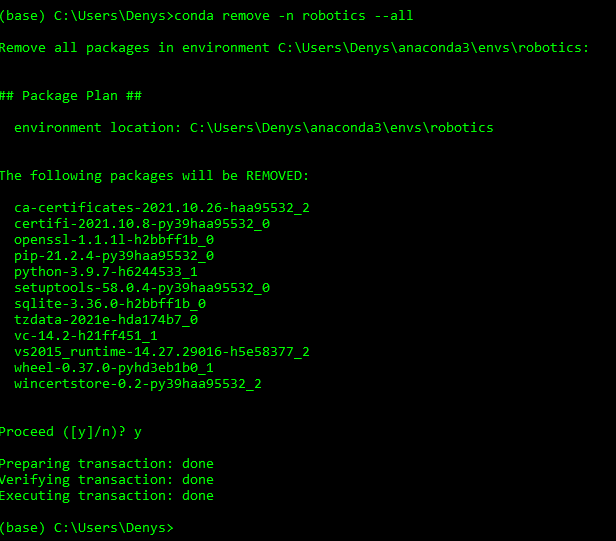 (base) C:\Users\Denys>conda remove -n robotics --all
Remove all packages in environment C:\Users\Denys\anaconda3\envs\robotics:
## Package Plan ##
environment location: C:\Users\Denys\anaconda3\envs\robotics
The following packages will be REMOVED:
ca-certificates-2021.10.26-haa95532_2
certifi-2021.10.8-py39haa95532_0
openssl-1.1.1l-h2bbff1b_0
pip-21.2.4-py39haa95532_0
python-3.9.7-h6244533_1
setuptools-58.0.4-py39haa95532_0
sqlite-3.36.0-h2bbff1b_0
tzdata-2021e-hda174b7_0
vc-14.2-h21ff451_1
vs2015_runtime-14.27.29016-h5e58377_2
wheel-0.37.0-pyhd3eb1b0_1
wincertstore-0.2-py39haa95532_2
Proceed ([y]/n)? y
Preparing transaction: done
Verifying transaction: done
Executing transaction: done
(base) C:\Users\Denys>